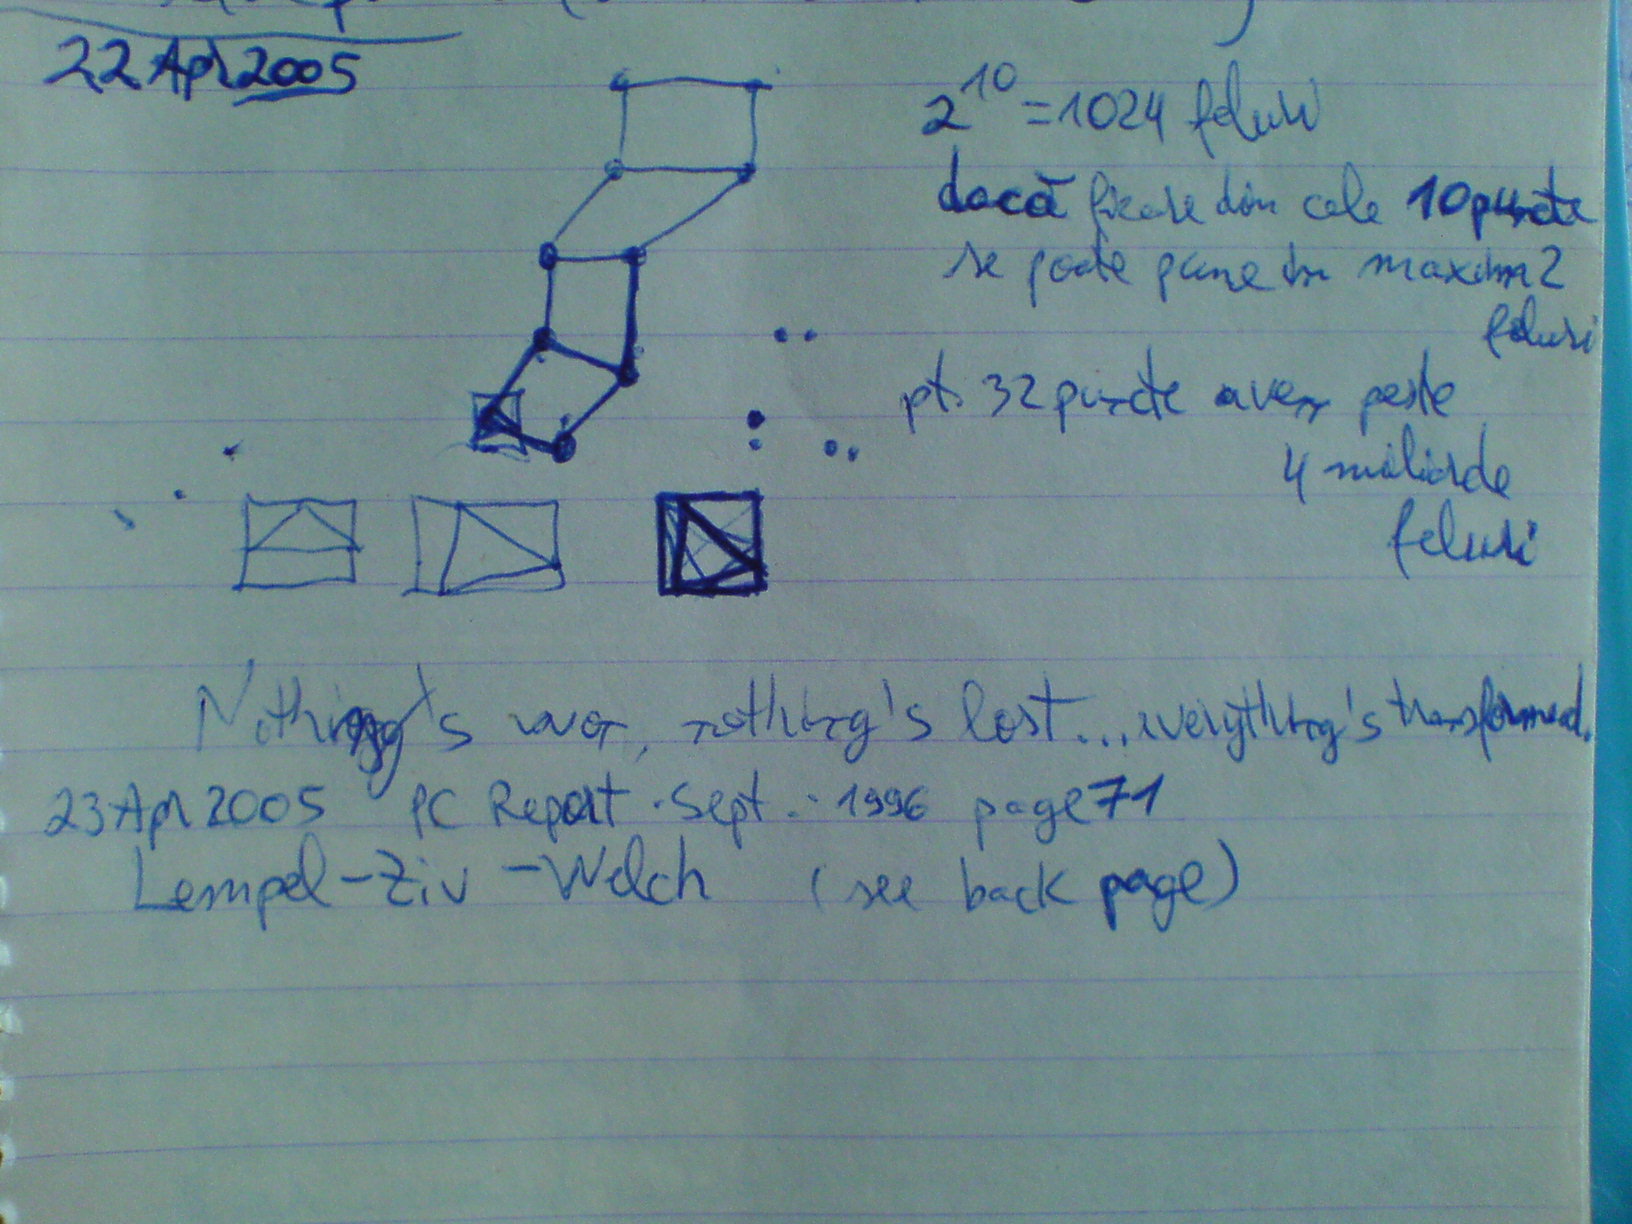 22 Apr 2005
2^10 = 1024 feluri
dacă fiecare din cele 10 puncte
se poate pune în maxim 2
feluri
pt. 32 puncte avem peste
4 miliarde
feluri
Nothing's won, nothing's lost... everything's transformed.
23 Apr 2005 PC Report . Sept. - 1996 page 71
Lempel-Ziv-Welch (see back page)